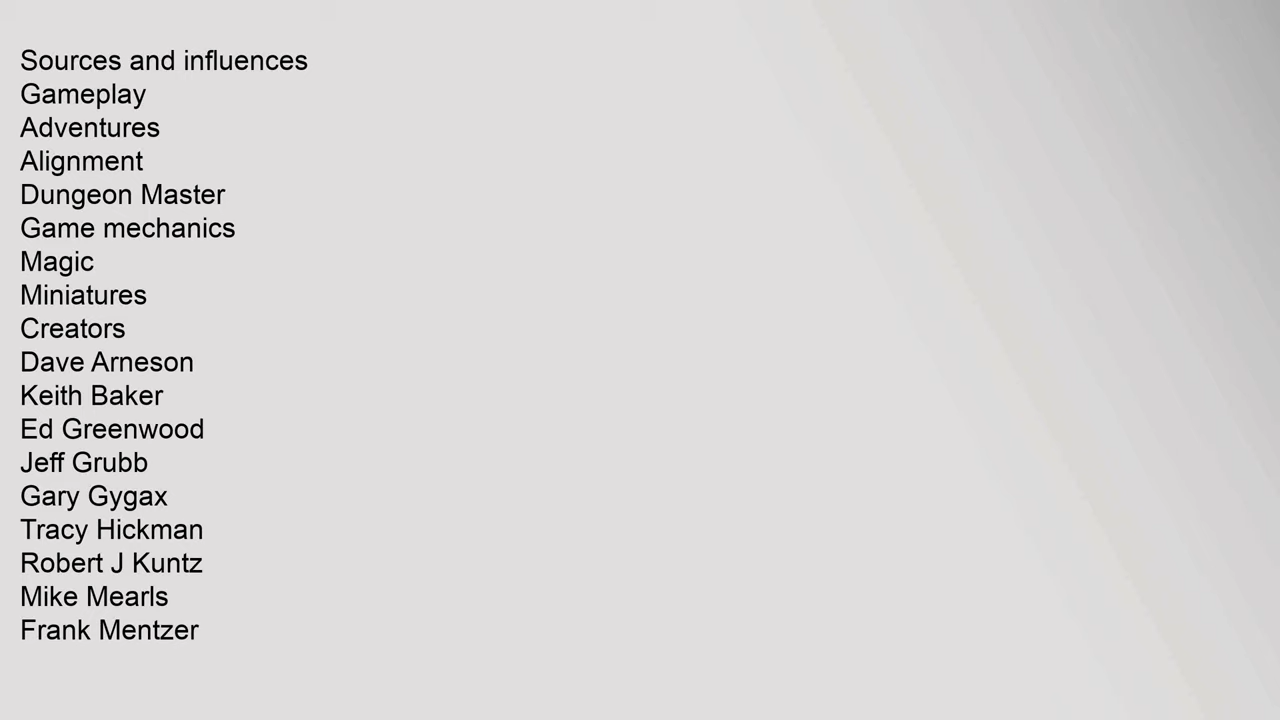 Sources and influences
Gameplay
Adventures
Alignment
Dungeon Master
Game mechanics
Magic
Miniatures
Creators
Dave Arneson
Keith Baker
Ed Greenwood
Jeff Grubb
Gary Gygax
Tracy Hickman
Robert J Kuntz
Mike Mearls
Frank Mentzer